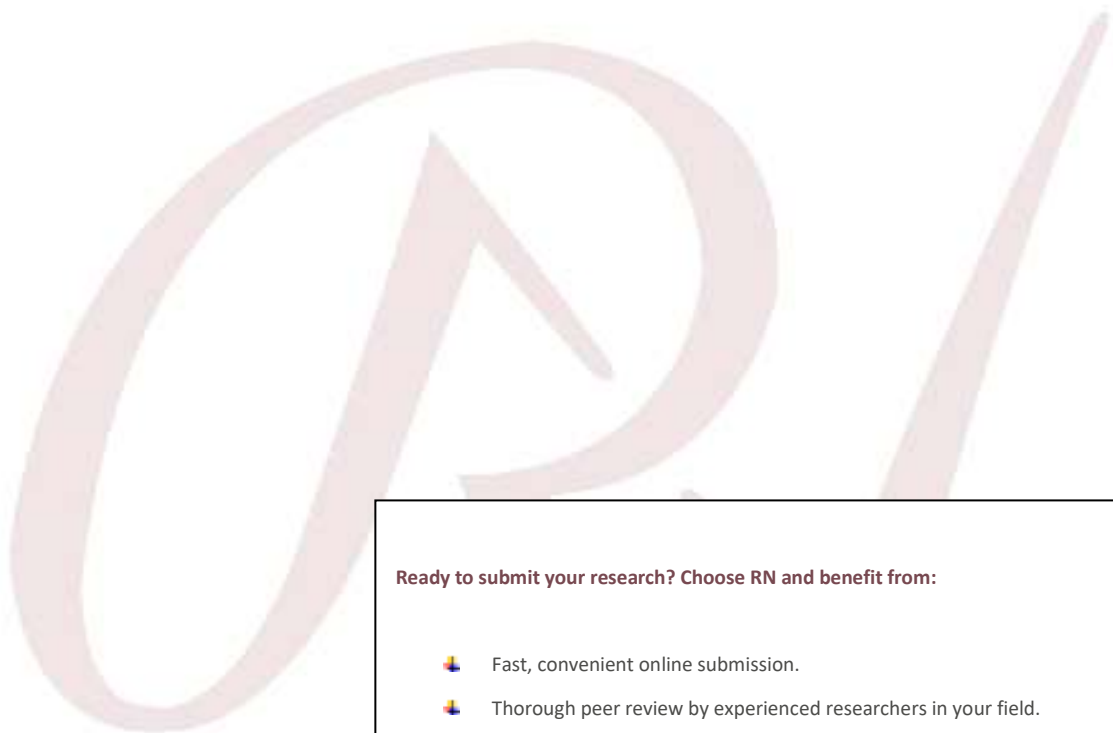 Ready to submit your research? Choose RN and benefit from:
Fast, convenient online submission.
Thorough peer review by experienced researchers in your field.